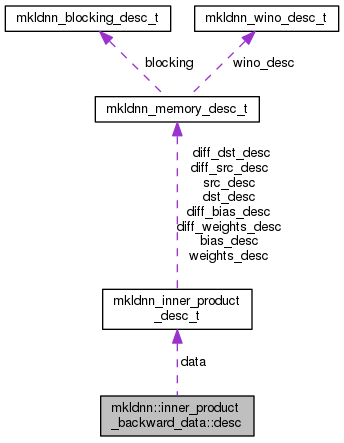 mkldnn_blocking_desc_t
mkldnn_wino_desc_t
blocking
wino_desc
mkldnn_memory_desc_t
diff_dst_desc
diff_src_desc
src_desc
dst_desc
diff_bias_desc
diff_weights_desc
bias_desc
weights_desc
mkldnn_inner_product
_desc_t
data
mkldnn::inner_product
_backward_data::desc